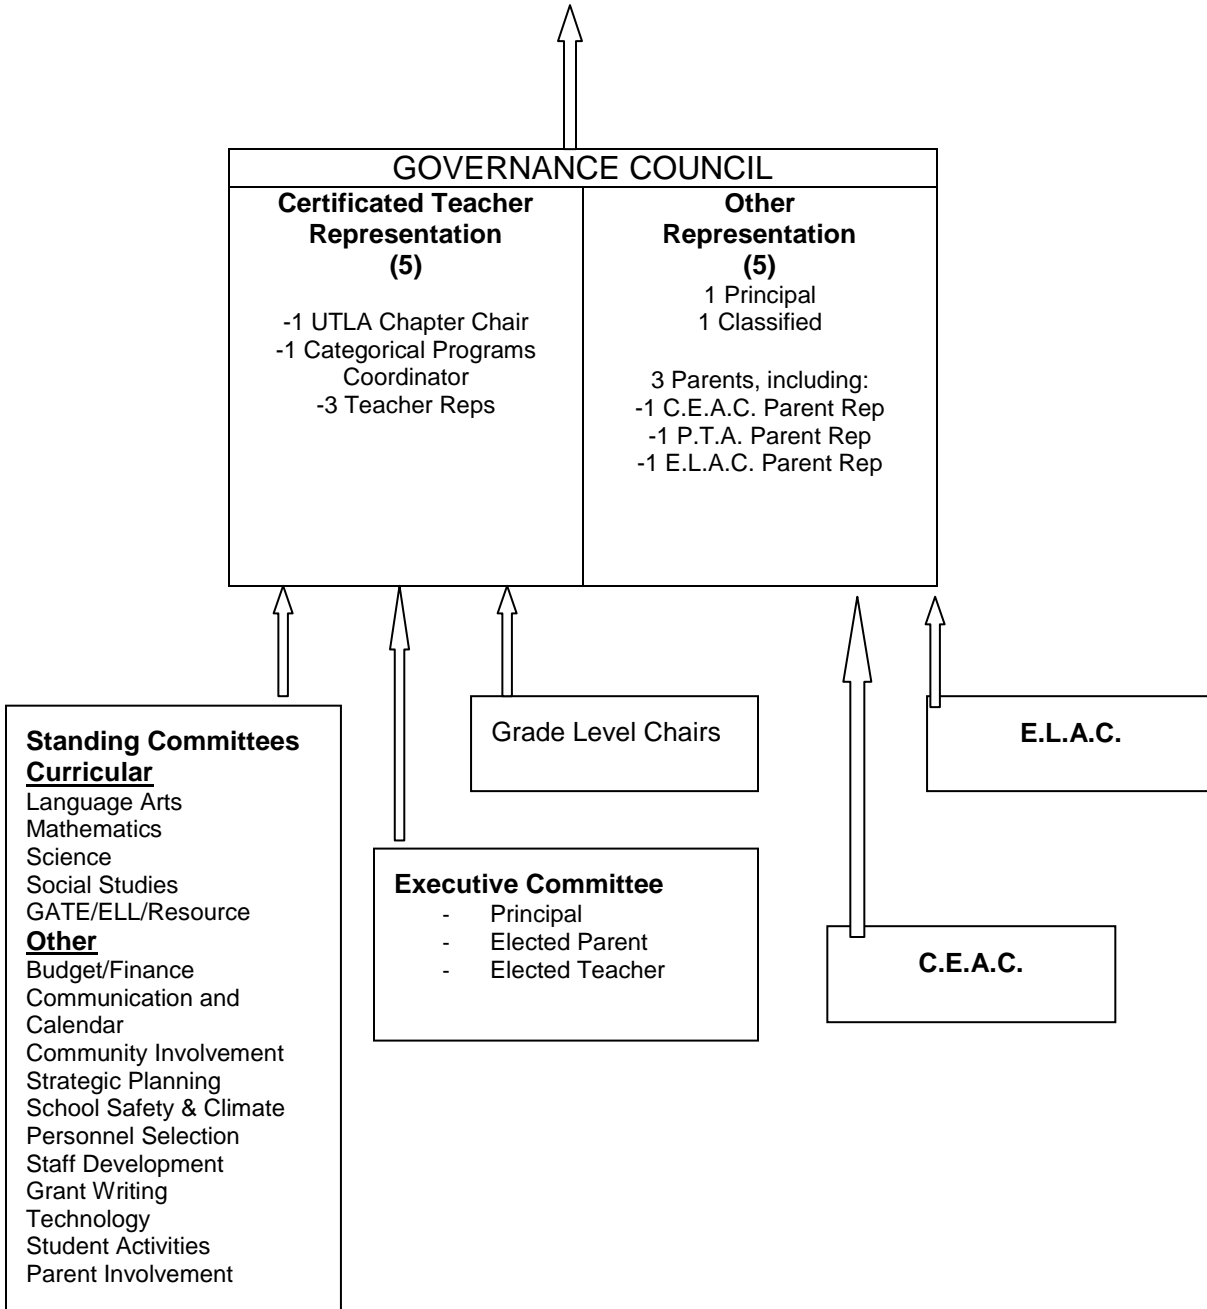 GOVERNANCE COUNCIL
Certificated Teacher
Representation
(5)
-1 UTLA Chapter Chair
-1 Categorical Programs
Coordinator
-3 Teacher Reps
Other
Representation
(5)
1 Principal
1 Classified
3 Parents, including:
-1 C.E.A.C. Parent Rep
-1 P.T.A. Parent Rep
-1 E.L.A.C. Parent Rep
Standing Committees
Curricular
Language Arts
Mathematics
Science
Social Studies
GATE/ELL/Resource
Other
Budget/Finance
Communication and
Calendar
Community Involvement
Strategic Planning
School Safety & Climate
Personnel Selection
Staff Development
Grant Writing
Technology
Student Activities
Parent Involvement
Grade Level Chairs
Executive Committee
- Principal
- Elected Parent
- Elected Teacher
E.L.A.C.
C.E.A.C.